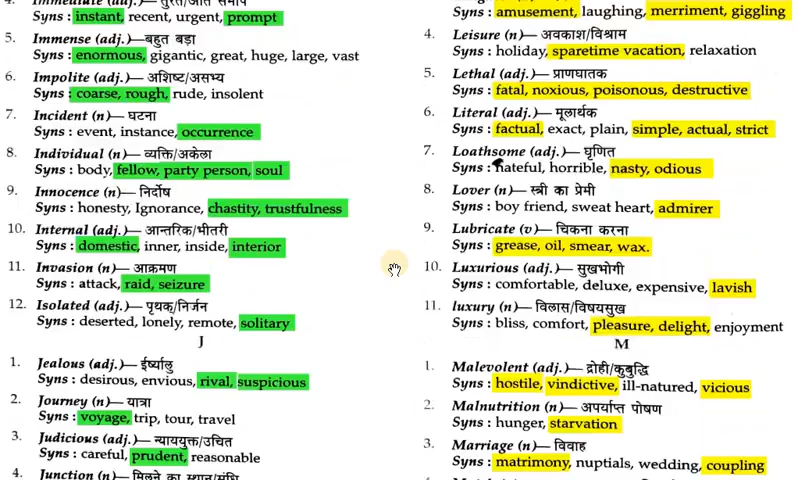 4. Immediate (adj.)— तुरंत/अति समीप
Syns : instant, recent, urgent, prompt
5. Immense (adj.)—बहुत बड़ा
Syns : enormous, gigantic, great, huge, large, vast
6. Impolite (adj.)— अशिष्ट/असभ्य
Syns : coarse, rough, rude, insolent
7. Incident (n)— घटना
Syns : event, instance, occurrence
8. Individual (n)— व्यक्ति/अकेला
Syns : body, fellow, party person, soul
9. Innocence (n)— निर्दोष
Syns : honesty, Ignorance, chastity, trustfulness
10. Internal (adj.)— आन्तरिक/भीतरी
Syns : domestic, inner, inside, interior
11. Invasion (n)— आक्रमण
Syns : attack, raid, seizure
12. Isolated (adj.)— पृथक्/निर्जन
Syns : deserted, lonely, remote, solitary
J
1. Jealous (adj.)— ईर्ष्यालु
Syns : desirous, envious, rival, suspicious
2. Journey (n)— यात्रा
Syns : voyage, trip, tour, travel
3. Judicious (adj.)— न्याययुक्त/उचित
Syns : careful, prudent, reasonable
4. Junction (n)— मिलने का स्थान/संधि
Syns : amusement, laughing, merriment, giggling
4. Leisure (n)— अवकाश/विश्राम
Syns : holiday, sparetime vacation, relaxation
5. Lethal (adj.)— प्राणघातक
Syns : fatal, noxious, poisonous, destructive
6. Literal (adj.)— मूलार्थक
Syns : factual, exact, plain, simple, actual, strict
7. Loathsome (adj.)— घृणित
Syns : hateful, horrible, nasty, odious
8. Lover (n)— स्त्री का प्रेमी
Syns : boy friend, sweat heart, admirer
9. Lubricate (v)— चिकना करना
Syns : grease, oil, smear, wax.
10. Luxurious (adj.)— सुखभोगी
Syns : comfortable, deluxe, expensive, lavish
11. luxury (n)— विलास/विषयसुख
Syns : bliss, comfort, pleasure, delight, enjoyment
M
1. Malevolent (adj.)— द्रोही/कुबुद्धि
Syns : hostile, vindictive, ill-natured, vicious
2. Malnutrition (n)— अपर्याप्त पोषण
Syns : hunger, starvation
3. Marriage (n)— विवाह
Syns : matrimony, nuptials, wedding, coupling